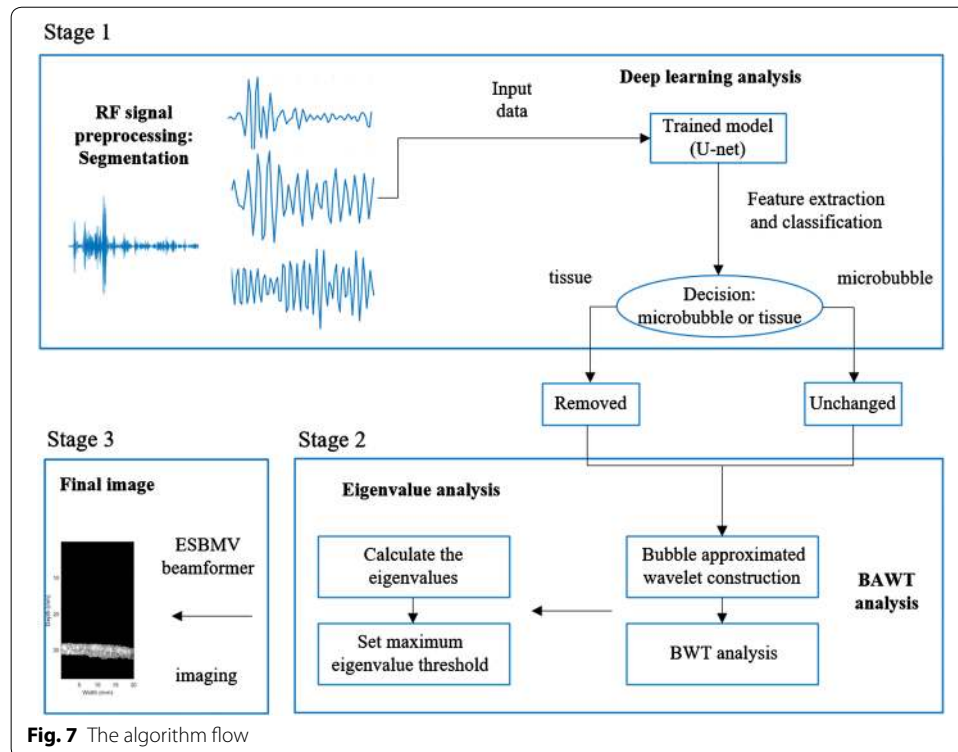 Stage 1
RF signal
preprocessing:
Segmentation
Input
data
Deep learning analysis
Trained model
(U-net)
Feature extraction
and classification
tissue
microbubble
Decision:
microbubble or tissue
Removed
Unchanged
Stage 2
Bubble approximated
wavelet construction
BWT analysis
BAWT
analysis
Eigenvalue analysis
Calculate the
eigenvalues
Set maximum
eigenvalue threshold
Stage 3
Final image
ESBMV
beamformer
imaging
Width (mm)
Fig. 7 The algorithm flow